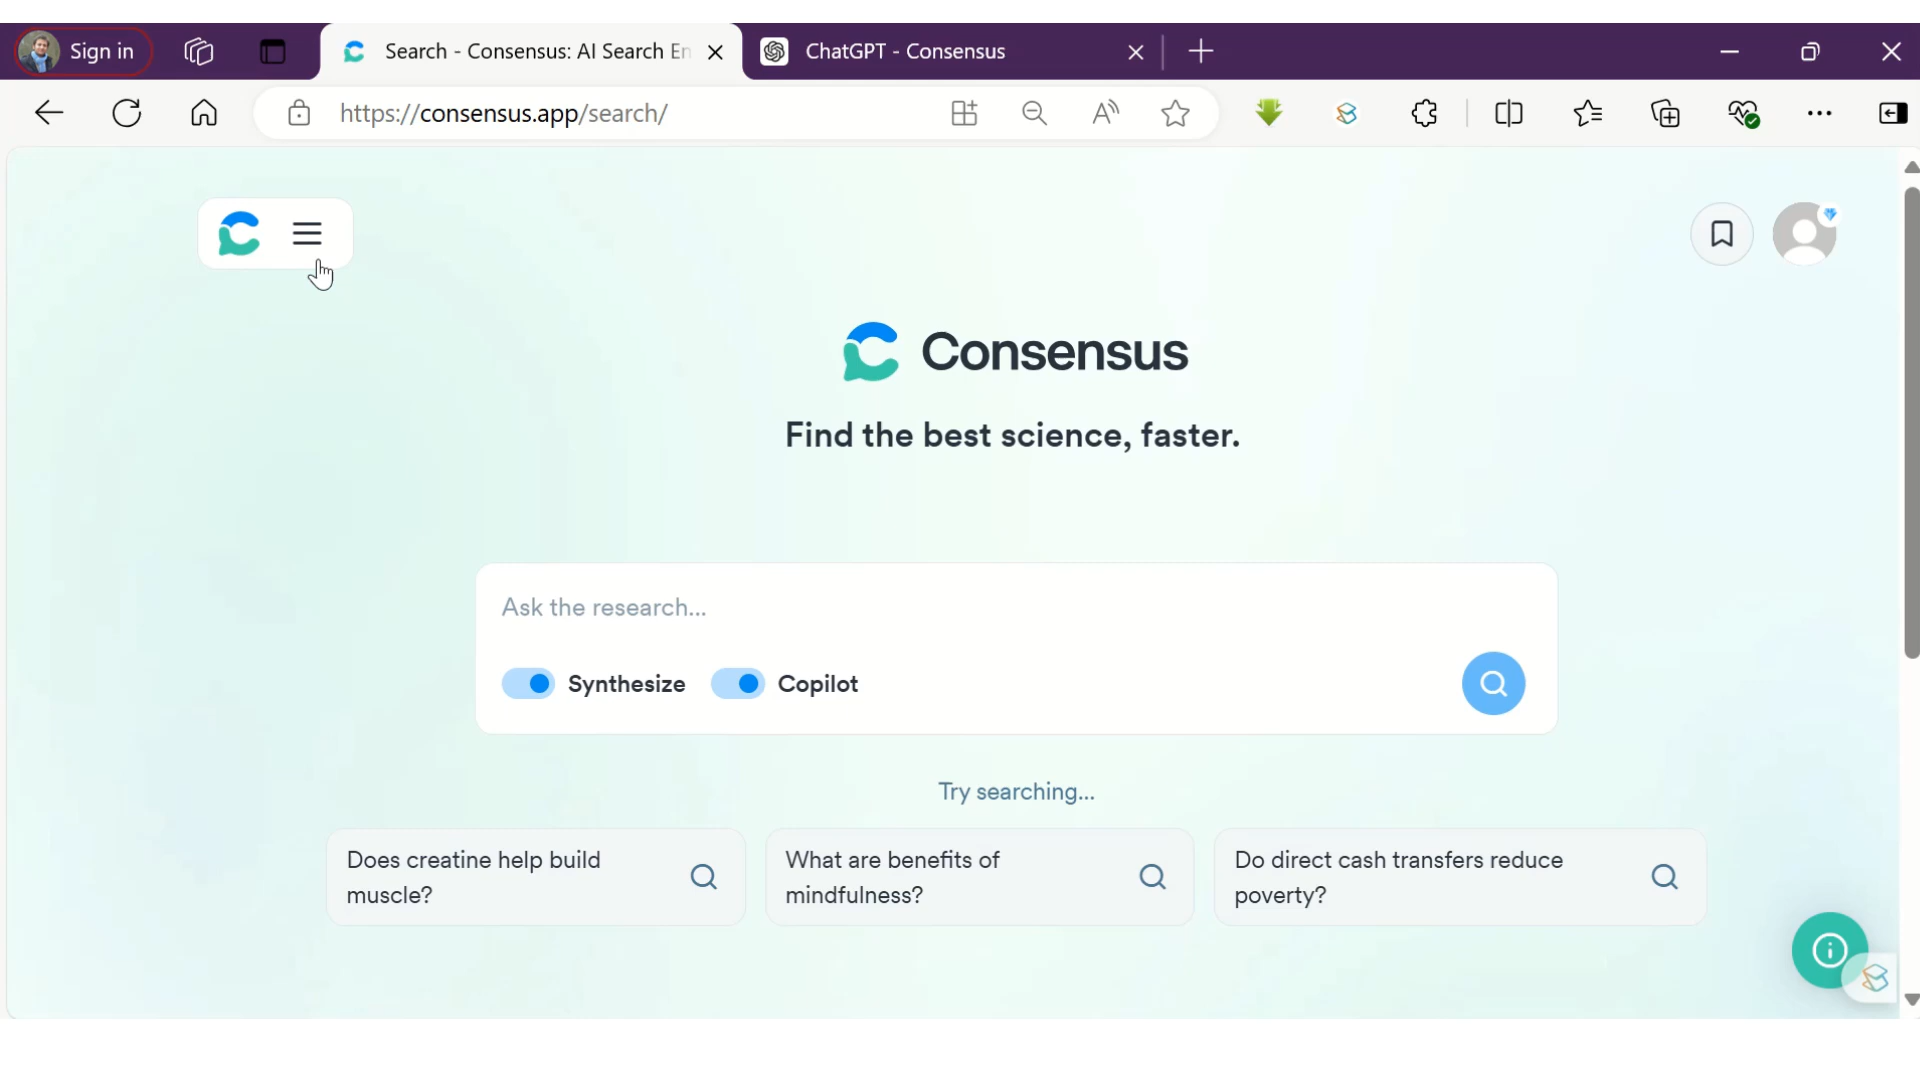 Sign in
Search - Consensus: AI Search En
ChatGPT - Consensus
https://consensus.app/search/
Consensus
Find the best science, faster.
Ask the research...
Synthesize
Copilot
Try searching...
Does creatine help build
muscle?
What are benefits of
mindfulness?
Do direct cash transfers reduce
poverty?